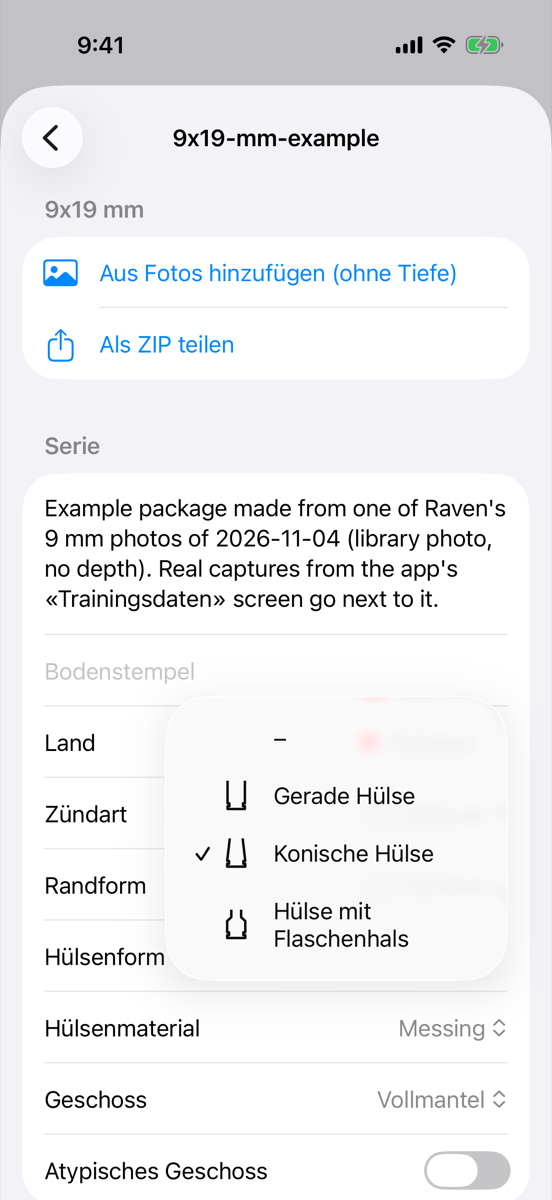 9:41
9x19-mm-example
9x19 mm
Aus Fotos hinzufügen (ohne Tiefe)
Als ZIP teilen
Serie
Example package made from one of Raven's
9 mm photos of 2026-11-04 (library photo,
no depth). Real captures from the app's
«Trainingsdaten» screen go next to it.
Bodenstempel
Land
–
Zündart
Gerade Hülse
Konische Hülse
Randform
Hülse mit
Flaschenhals
Hülsenform
Hülsenmaterial Messing
Geschoss Vollmantel
Atypisches Geschoss